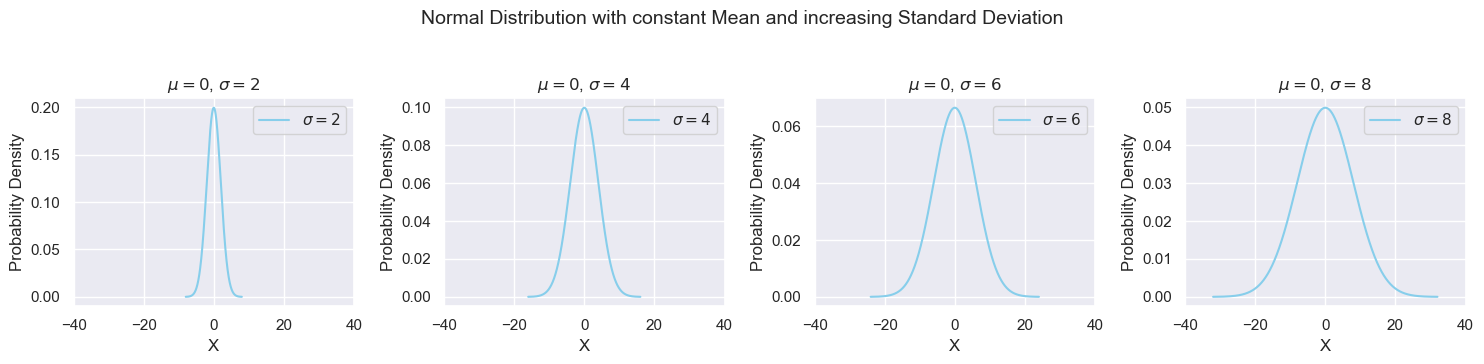 Normal Distribution with constant Mean and increasing Standard Deviation
μ = 0, σ = 2
σ = 2
Probability Density
0.20
0.15
0.10
0.05
0.00
−40 −20 0 20 40
X
μ = 0, σ = 4
σ = 4
Probability Density
0.10
0.08
0.06
0.04
0.02
0.00
−40 −20 0 20 40
X
μ = 0, σ = 6
σ = 6
Probability Density
0.06
0.04
0.02
0.00
−40 −20 0 20 40
X
μ = 0, σ = 8
σ = 8
Probability Density
0.05
0.04
0.03
0.02
0.01
0.00
−40 −20 0 20 40
X